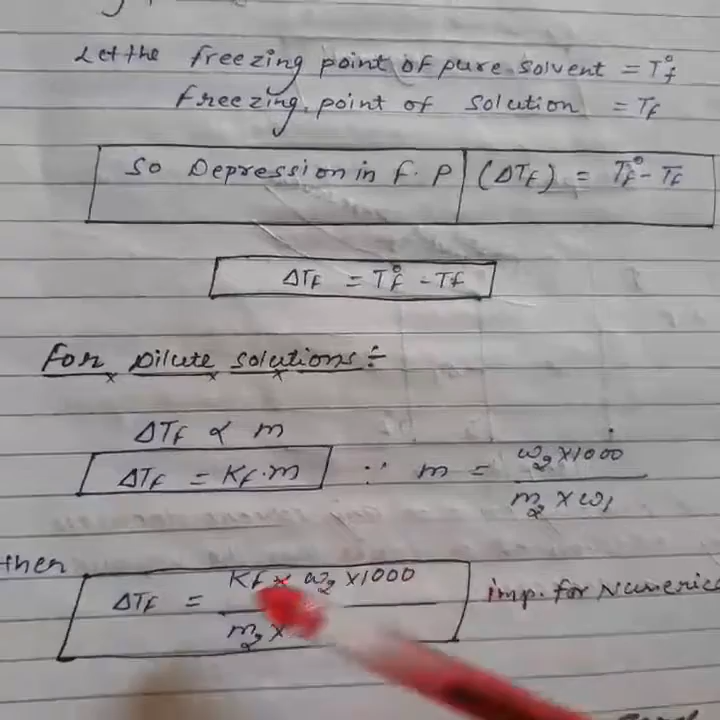 Let the freezing point of pure solvent = T°f
Freezing point of solution = Tf
So Depression in f.p (ΔTf) = T°f - Tf
ΔTf = T°f - Tf
For Dilute solutions ÷
ΔTf ∝ m
ΔTf = Kf.m ∵ m = w₂×1000 / m₂×w₁
then
ΔTf = Kf × w₂ ×1000 / m₂ × imp. for Numeric